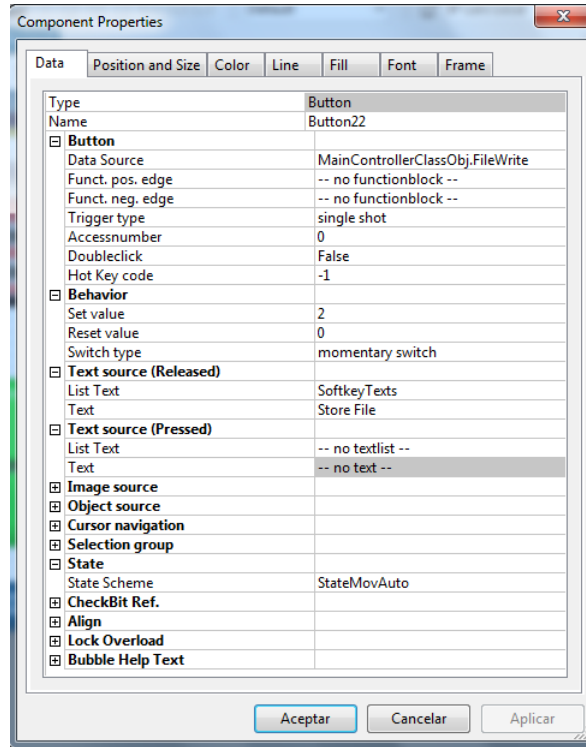 Component Properties
Data Position and Size Color Line Fill Font Frame
Type Button
Name Button22
Button
Data Source MainControllerClassObj.FileWrite
Funct. pos. edge -- no functionblock --
Funct. neg. edge -- no functionblock --
Trigger type single shot
Accessnumber 0
Doubleclick False
Hot Key code -1
Behavior
Set value 2
Reset value 0
Switch type momentary switch
Text source (Released)
List Text SoftkeyTexts
Text Store File
Text source (Pressed)
List Text -- no textlist --
Text -- no text --
Image source
Object source
Cursor navigation
Selection group
State
State Scheme StateMovAuto
CheckBit Ref.
Align
Lock Overload
Bubble Help Text
Aceptar Cancelar Aplicar